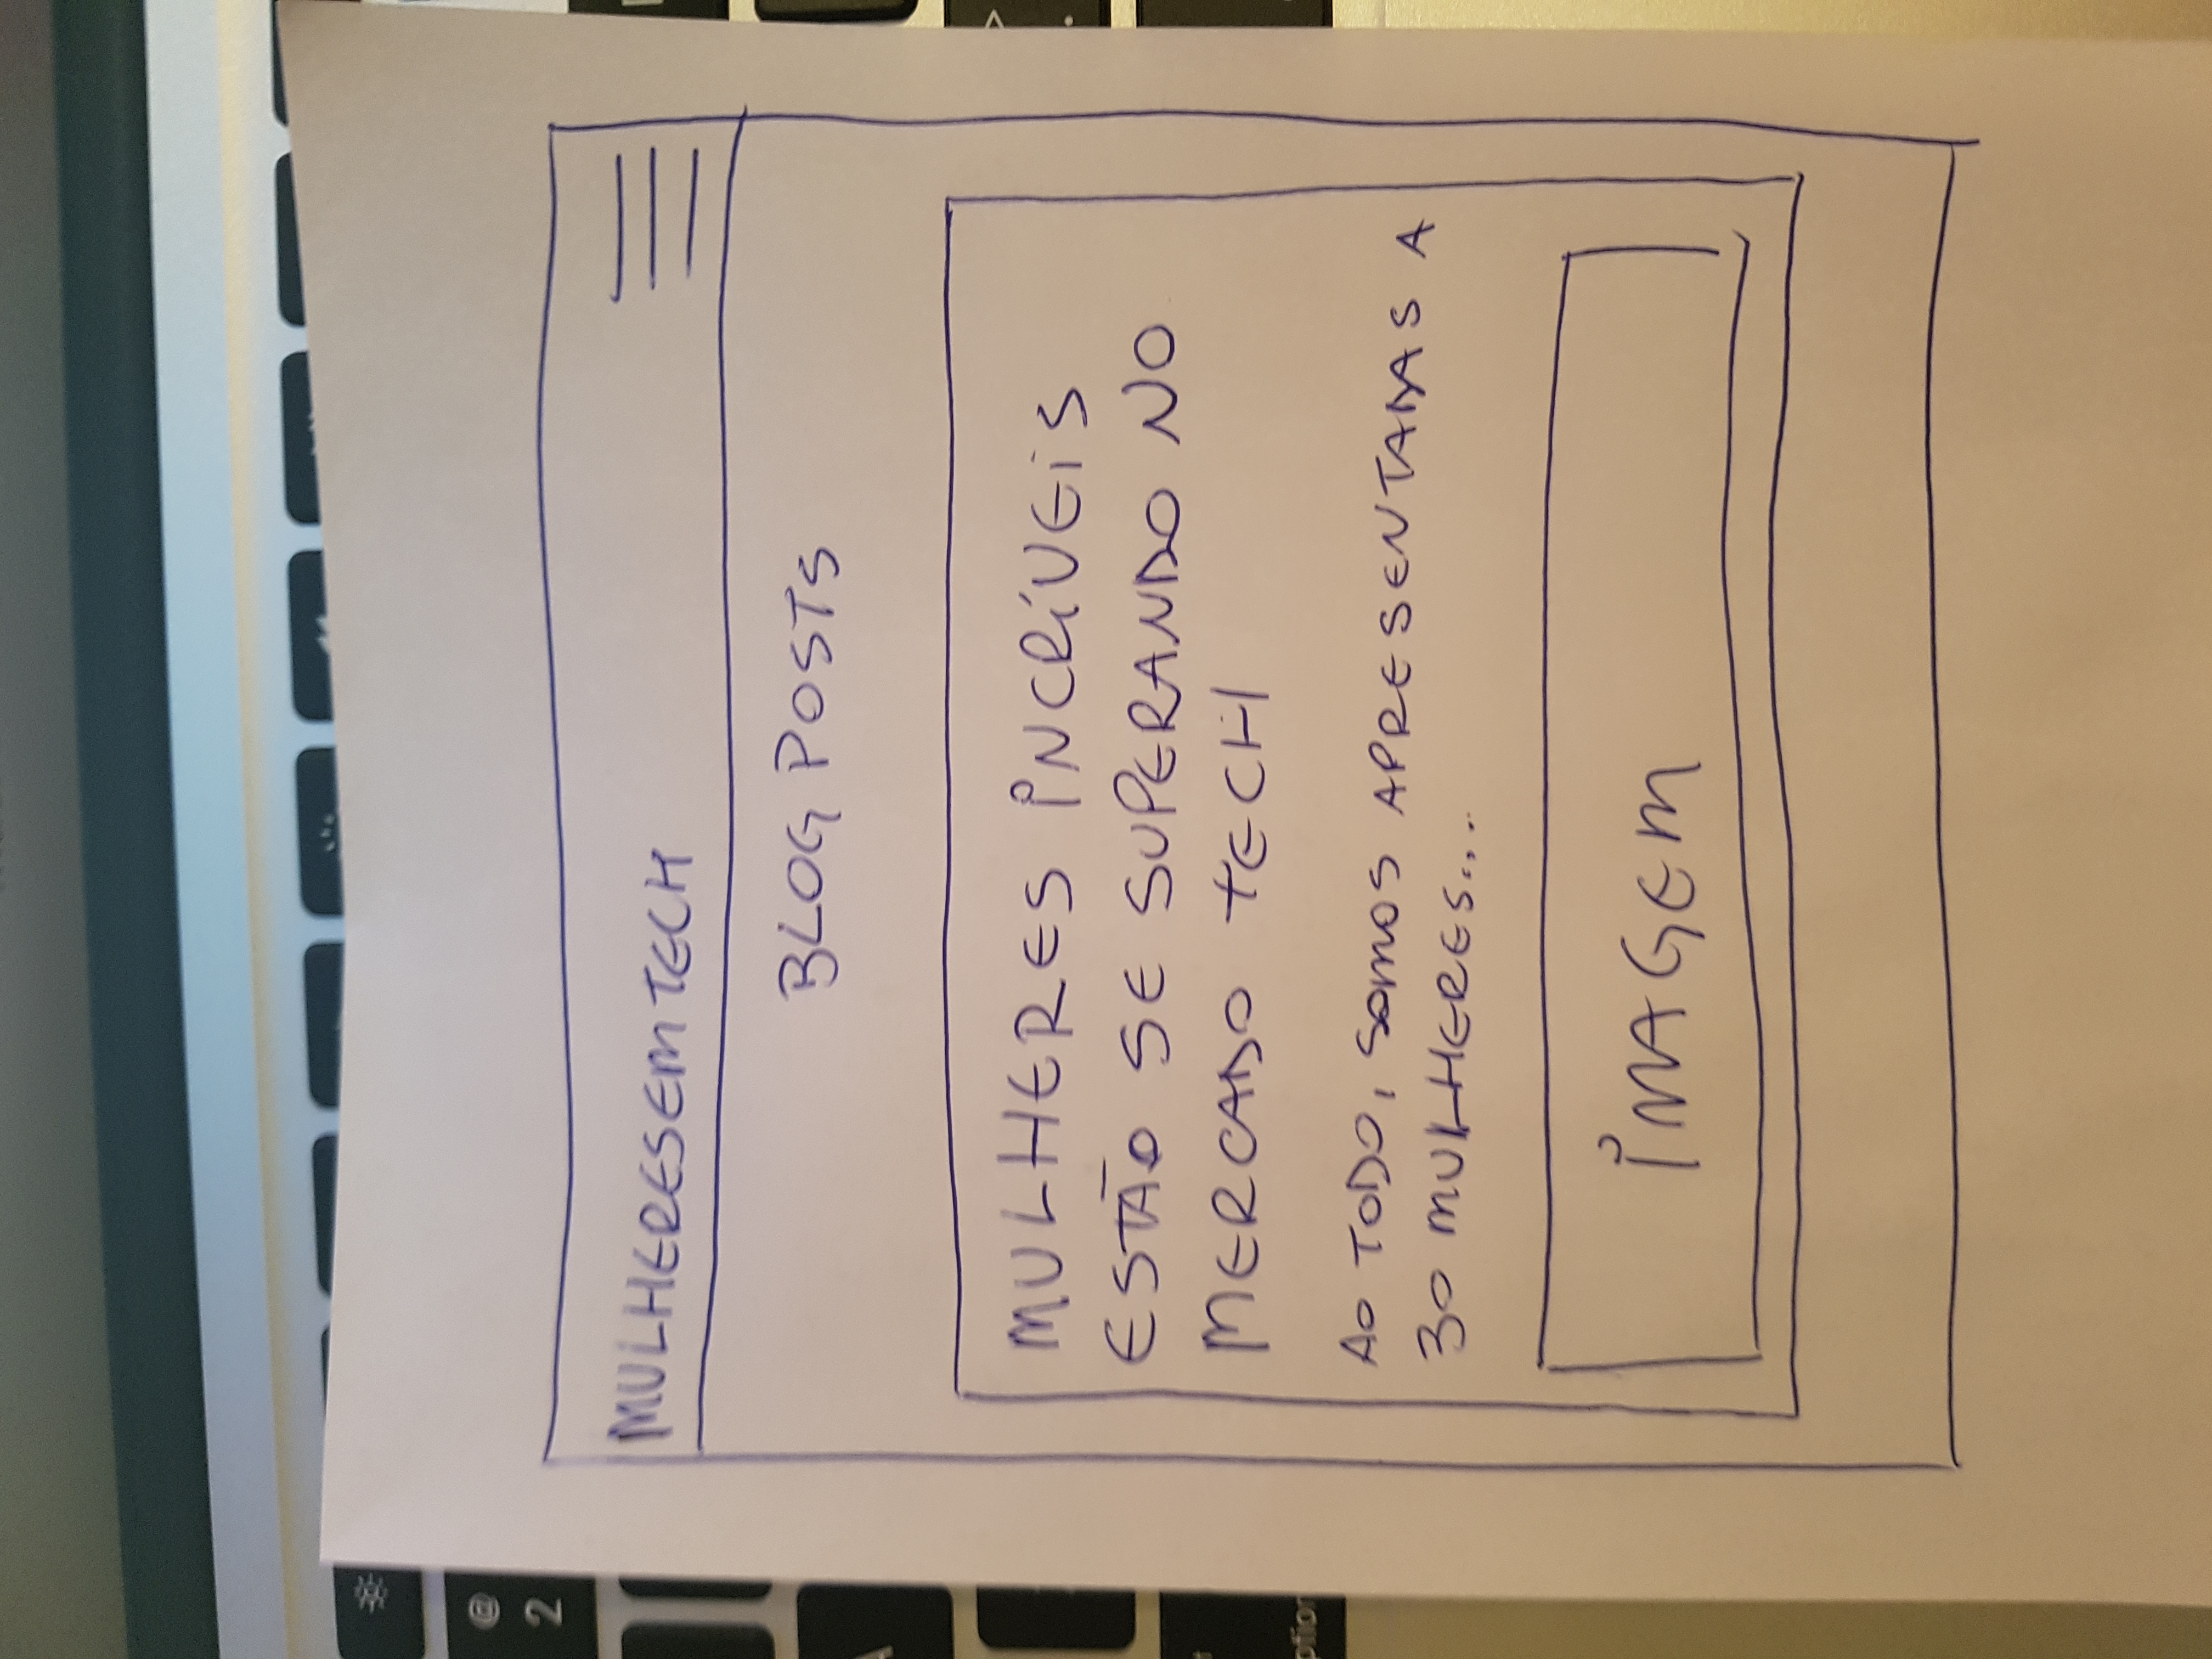 @
2
MULHERESEMTECH
BLOG POSTS
MULHERES INCRÍVEIS
ESTÃO SE SUPERANDO NO
MERCADO TECH
AO TODO, SOMOS APRESENTADAS A
30 MULHERES...
IMAGEM
A
>
.
ption